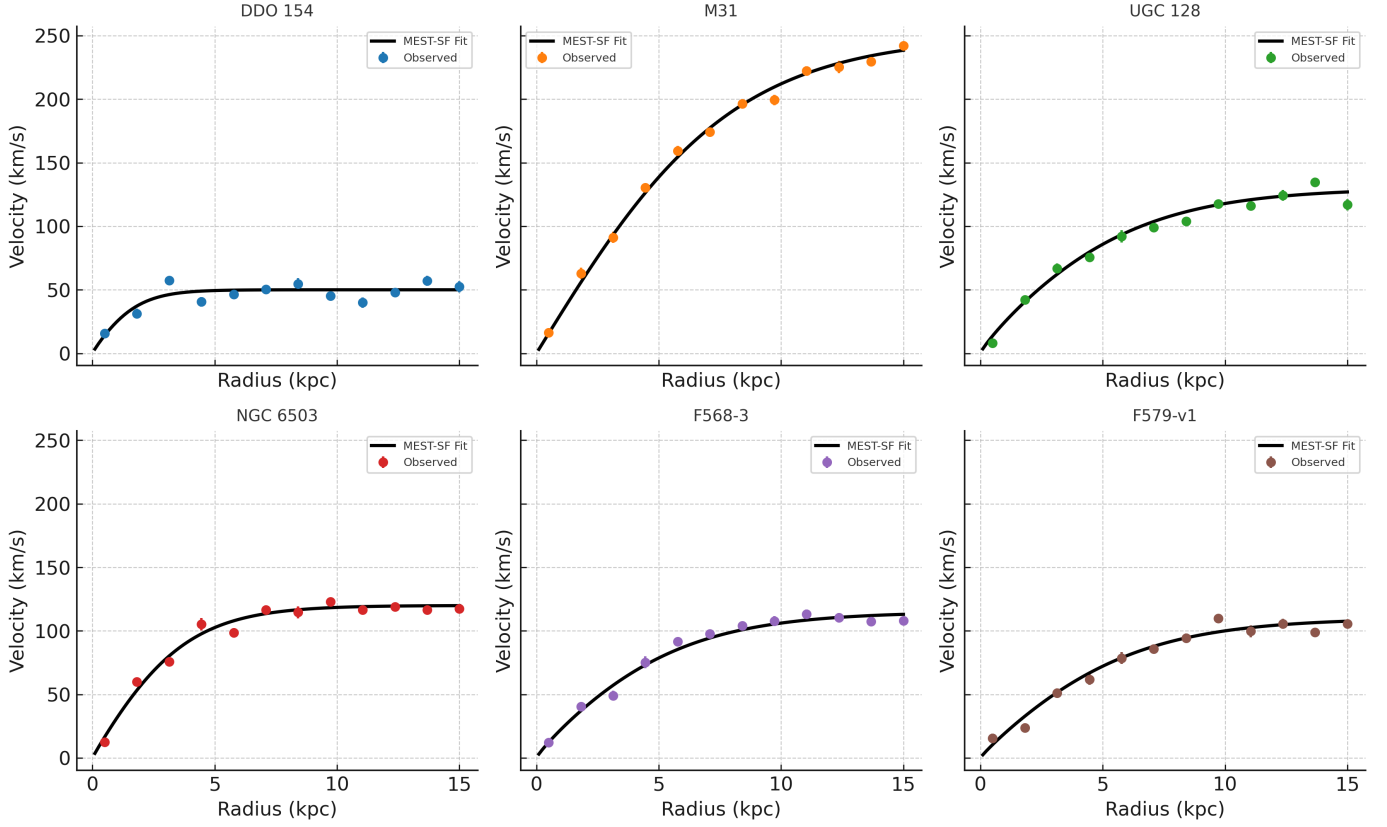 DDO 154
250
200
150
100
50
0
Velocity (km/s)
Radius (kpc)
MEST-SF Fit
Observed
M31
Velocity (km/s)
Radius (kpc)
MEST-SF Fit
Observed
UGC 128
Velocity (km/s)
Radius (kpc)
MEST-SF Fit
Observed
NGC 6503
250
200
150
100
50
0
Velocity (km/s)
0 5 10 15
Radius (kpc)
MEST-SF Fit
Observed
F568-3
Velocity (km/s)
0 5 10 15
Radius (kpc)
MEST-SF Fit
Observed
F579-v1
Velocity (km/s)
0 5 10 15
Radius (kpc)
MEST-SF Fit
Observed